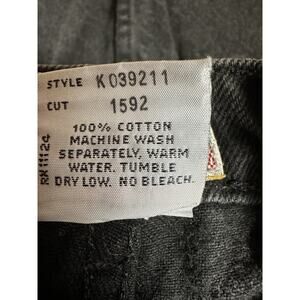 STYLE K039211
CUT 1592
100% COTTON
MACHINE WASH
SEPARATELY, WARM
WATER. TUMBLE
DRY LOW. NO BLEACH.
RN 11124